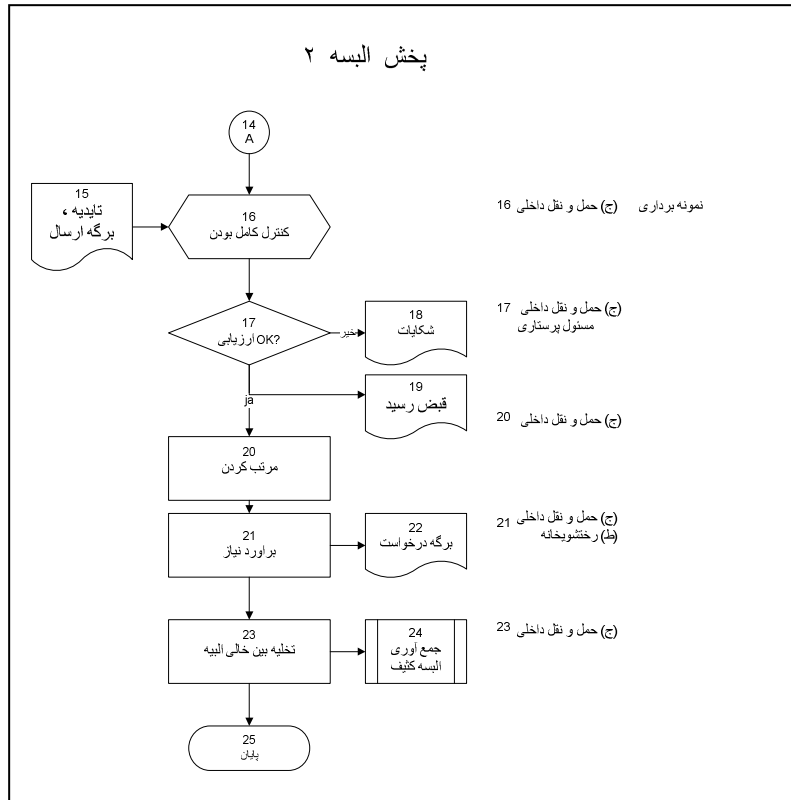 پخش البسه ۲
14
A
15
تایدیه ،
برگه ارسال
16
کنترل کامل بودن
16 (ج) حمل و نقل داخلی نمونه برداری
17
ارزیابی OK?
خیر
18
شکایات
17 (ج) حمل و نقل داخلی
مسئول پرستاری
19
قبض رسید
ja
20 (ج) حمل و نقل داخلی
20
مرتب کردن
21
براورد نیاز
22
برگه درخواست
21 (ج) حمل و نقل داخلی
(ط) رختشویخانه
23
تخلیه بین خالی البیه
24
جمع آوری
البسه کثیف
23 (ج) حمل و نقل داخلی
25
پایان